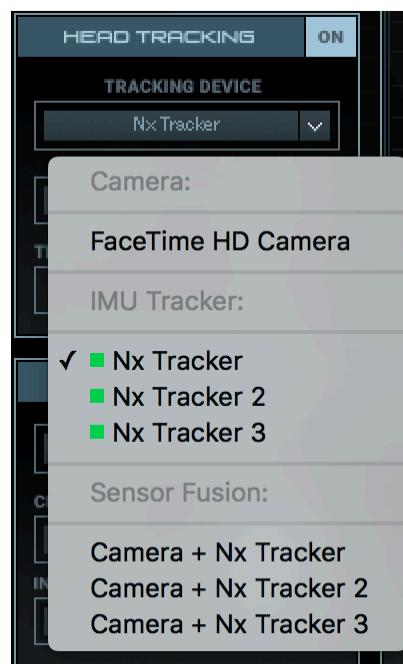 HEAD TRACKING ON
TRACKING DEVICE
Nx Tracker
Camera:
FaceTime HD Camera
IMU Tracker:
✓ Nx Tracker
Nx Tracker 2
Nx Tracker 3
Sensor Fusion:
Camera + Nx Tracker
Camera + Nx Tracker 2
Camera + Nx Tracker 3